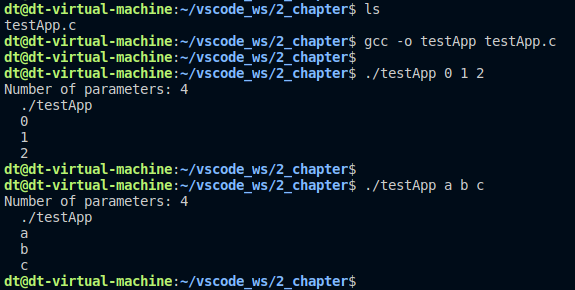 dt@dt-virtual-machine:~/vscode_ws/2_chapter$ ls
testApp.c
dt@dt-virtual-machine:~/vscode_ws/2_chapter$ gcc -o testApp testApp.c
dt@dt-virtual-machine:~/vscode_ws/2_chapter$
dt@dt-virtual-machine:~/vscode_ws/2_chapter$ ./testApp 0 1 2
Number of parameters: 4
  ./testApp
  0
  1
  2
dt@dt-virtual-machine:~/vscode_ws/2_chapter$
dt@dt-virtual-machine:~/vscode_ws/2_chapter$ ./testApp a b c
Number of parameters: 4
  ./testApp
  a
  b
  c
dt@dt-virtual-machine:~/vscode_ws/2_chapter$